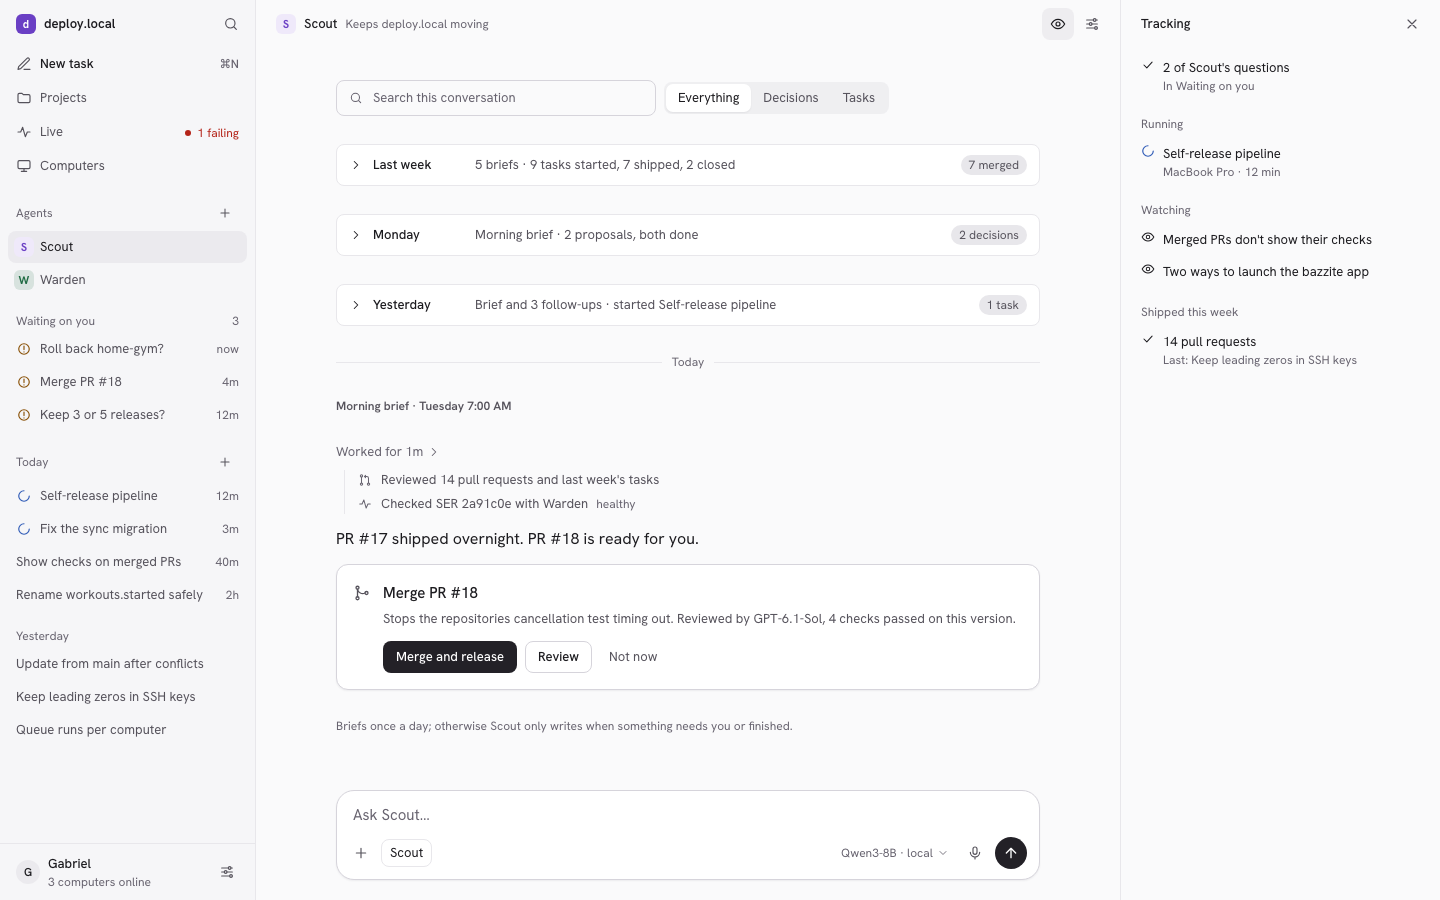 d deploy.local
New task ⌘N
Projects
Live 1 failing
Computers
Agents
S Scout
W Warden
Waiting on you 3
Roll back home-gym? now
Merge PR #18 4m
Keep 3 or 5 releases? 12m
Today
Self-release pipeline 12m
Fix the sync migration 3m
Show checks on merged PRs 40m
Rename workouts.started safely 2h
Yesterday
Update from main after conflicts
Keep leading zeros in SSH keys
Queue runs per computer
G Gabriel
3 computers online
S Scout Keeps deploy.local moving
Search this conversation
Everything Decisions Tasks
Last week 5 briefs · 9 tasks started, 7 shipped, 2 closed 7 merged
Monday Morning brief · 2 proposals, both done 2 decisions
Yesterday Brief and 3 follow-ups · started Self-release pipeline 1 task
Today
Morning brief · Tuesday 7:00 AM
Worked for 1m
Reviewed 14 pull requests and last week's tasks
Checked SER 2a91c0e with Warden healthy
PR #17 shipped overnight. PR #18 is ready for you.
Merge PR #18
Stops the repositories cancellation test timing out. Reviewed by GPT-6.1-Sol, 4 checks passed on this version.
Merge and release Review Not now
Briefs once a day; otherwise Scout only writes when something needs you or finished.
Ask Scout…
Scout Qwen3-8B · local
Tracking
2 of Scout's questions
In Waiting on you
Running
Self-release pipeline
MacBook Pro · 12 min
Watching
Merged PRs don't show their checks
Two ways to launch the bazzite app
Shipped this week
14 pull requests
Last: Keep leading zeros in SSH keys